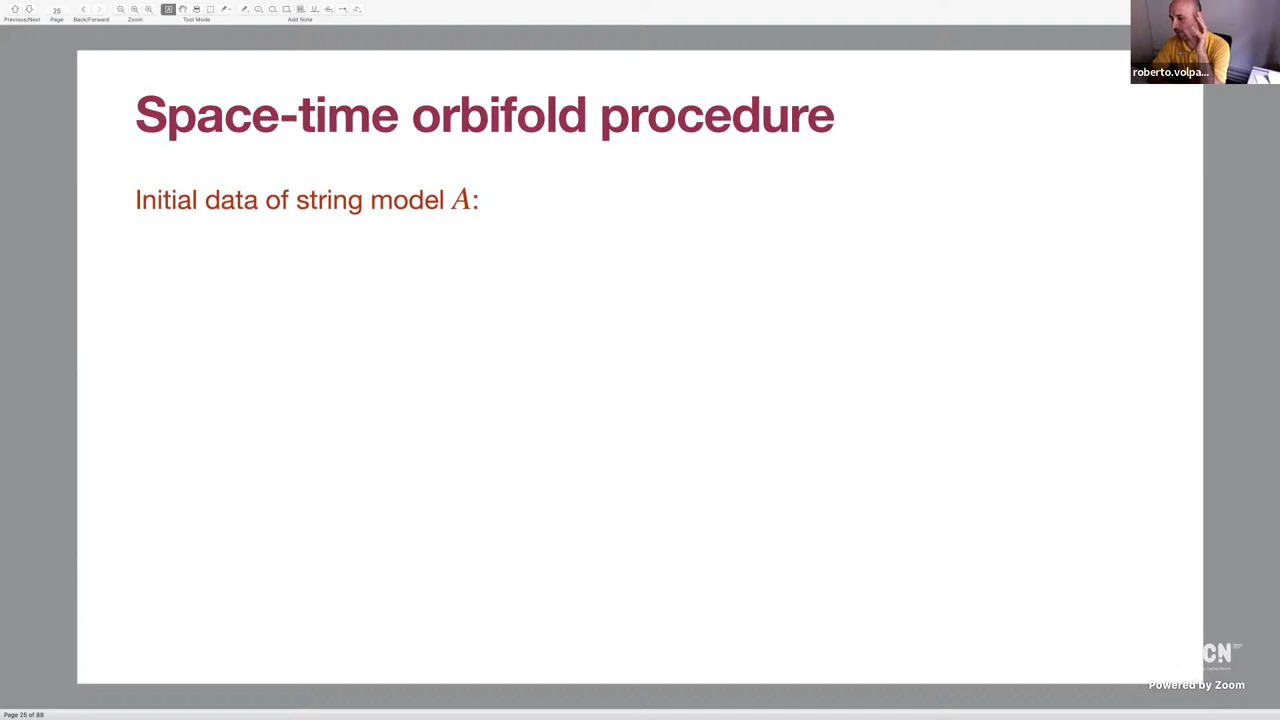 25
Previous/Next Page Back/Forward Zoom Tool Mode Add Note
roberto.volpa...
Space-time orbifold procedure
Initial data of string model A:
CN
Powered by Zoom
Page 25 of 88